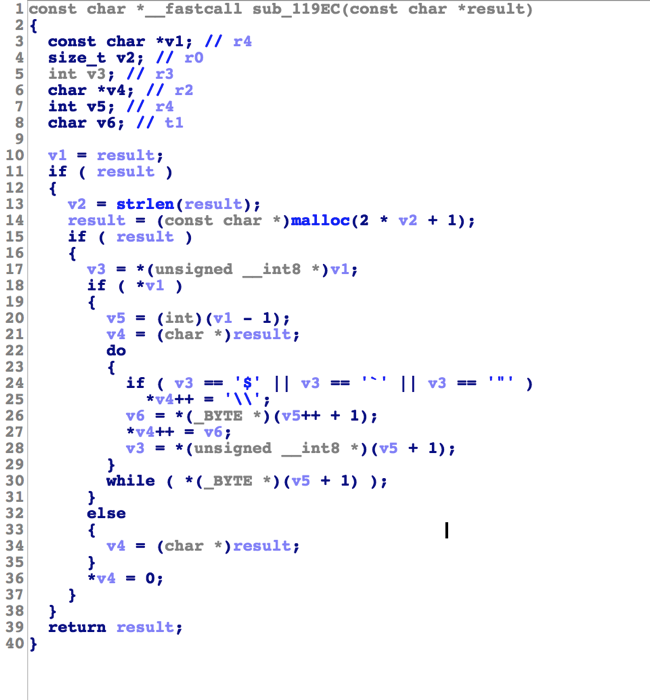 1 const char *__fastcall sub_119EC(const char *result)
2 {
3   const char *v1; // r4
4   size_t v2; // r0
5   int v3; // r3
6   char *v4; // r2
7   int v5; // r4
8   char v6; // t1
9
10   v1 = result;
11   if ( result )
12   {
13     v2 = strlen(result);
14     result = (const char *)malloc(2 * v2 + 1);
15     if ( result )
16     {
17       v3 = *(unsigned __int8 *)v1;
18       if ( *v1 )
19       {
20         v5 = (int)(v1 - 1);
21         v4 = (char *)result;
22         do
23         {
24           if ( v3 == '$' || v3 == '`' || v3 == '"' )
25             *v4++ = '\\';
26           v6 = *(_BYTE *)(v5++ + 1);
27           *v4++ = v6;
28           v3 = *(unsigned __int8 *)(v5 + 1);
29         }
30         while ( *(_BYTE *)(v5 + 1) );
31       }
32       else
33       {
34         v4 = (char *)result;
35       }
36       *v4 = 0;
37     }
38   }
39   return result;
40 }